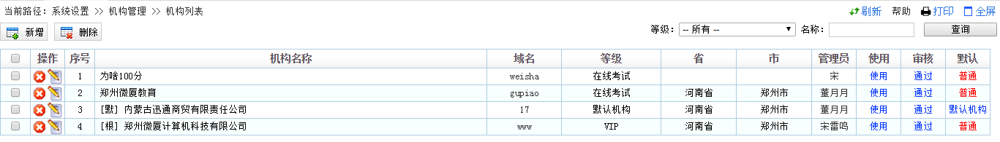 当前路径：系统设置 >> 机构管理 >> 机构列表 刷新 帮助 打印 全屏
新增 删除 等级： -- 所有 -- 名称： 查询
操作 序号 机构名称 域名 等级 省 市 管理员 使用 审核 默认
1 为啥100分 weisha 在线考试 宋 使用 通过 普通
2 郑州微厦教育 gupiao 在线考试 河南省 郑州市 董月月 使用 通过 普通
3 [默] 内蒙古迅通商贸有限责任公司 17 默认机构 河南省 郑州市 董月月 使用 通过 默认机构
4 [根] 郑州微厦计算机科技有限公司 www VIP 河南省 郑州市 宋雷鸣 使用 通过 普通